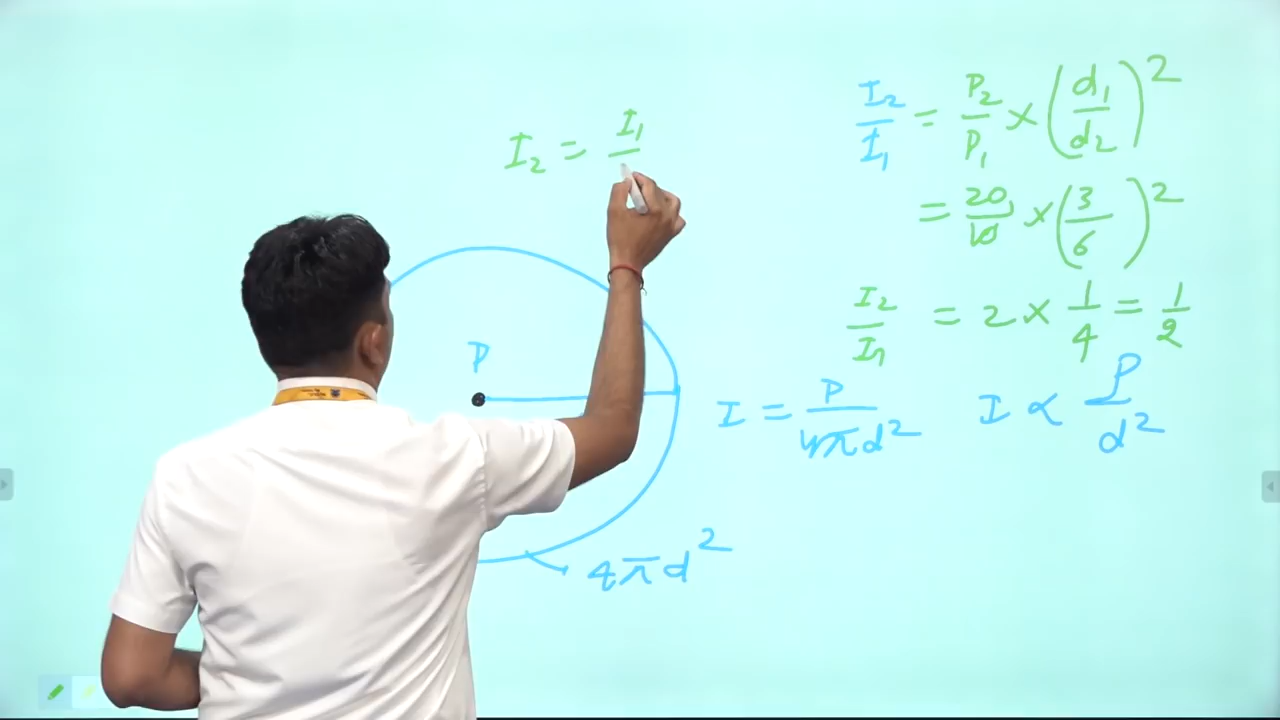 I₂/I₁ = P₂/P₁ × (d₁/d₂)²
= 20/10 × (3/6)²
I₂/I₁ = 2 × 1/4 = 1/2
I₂ = I₁/
P
I = P/4πd²
I ∝ P/d²
4πd²